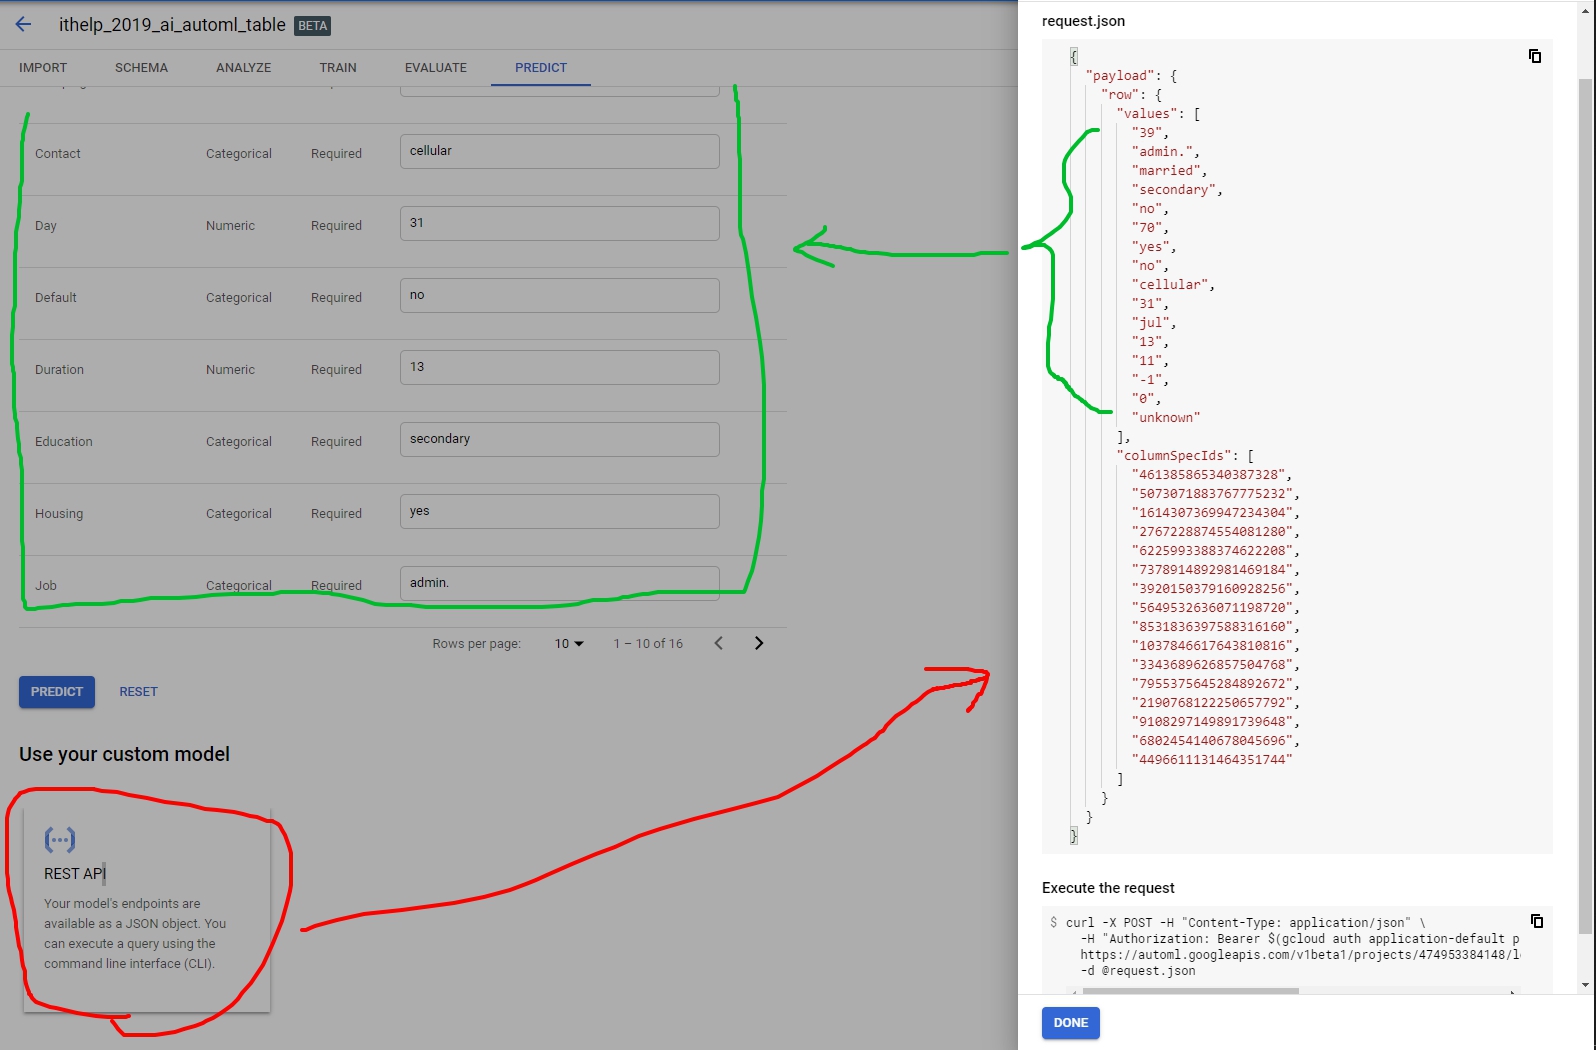 ithelp_2019_ai_automl_table BETA
IMPORT SCHEMA ANALYZE TRAIN EVALUATE PREDICT
Contact Categorical Required cellular
Day Numeric Required 31
Default Categorical Required no
Duration Numeric Required 13
Education Categorical Required secondary
Housing Categorical Required yes
Job Categorical Required admin.
Rows per page: 10 1 – 10 of 16
PREDICT RESET
Use your custom model
REST API
Your model's endpoints are
available as a JSON object. You
can execute a query using the
command line interface (CLI).
request.json
{
"payload": {
"row": {
"values": [
"39",
"admin.",
"married",
"secondary",
"no",
"70",
"yes",
"no",
"cellular",
"31",
"jul",
"13",
"11",
"-1",
"0",
"unknown"
],
"columnSpecIds": [
"461385865340387328",
"5073071883767775232",
"1614307369947234304",
"2767228874554081280",
"6225993388374622208",
"7378914892981469184",
"3920150379160928256",
"5649532636071198720",
"8531836397588316160",
"1037846617643810816",
"3343689626857504768",
"7955375645284892672",
"2190768122250657792",
"9108297149891739648",
"6802454140678045696",
"4496611131464351744"
]
}
}
}
Execute the request
$ curl -X POST -H "Content-Type: application/json" \
-H "Authorization: Bearer $(gcloud auth application-default p
https://automl.googleapis.com/v1beta1/projects/474953384148/l
-d @request.json
DONE